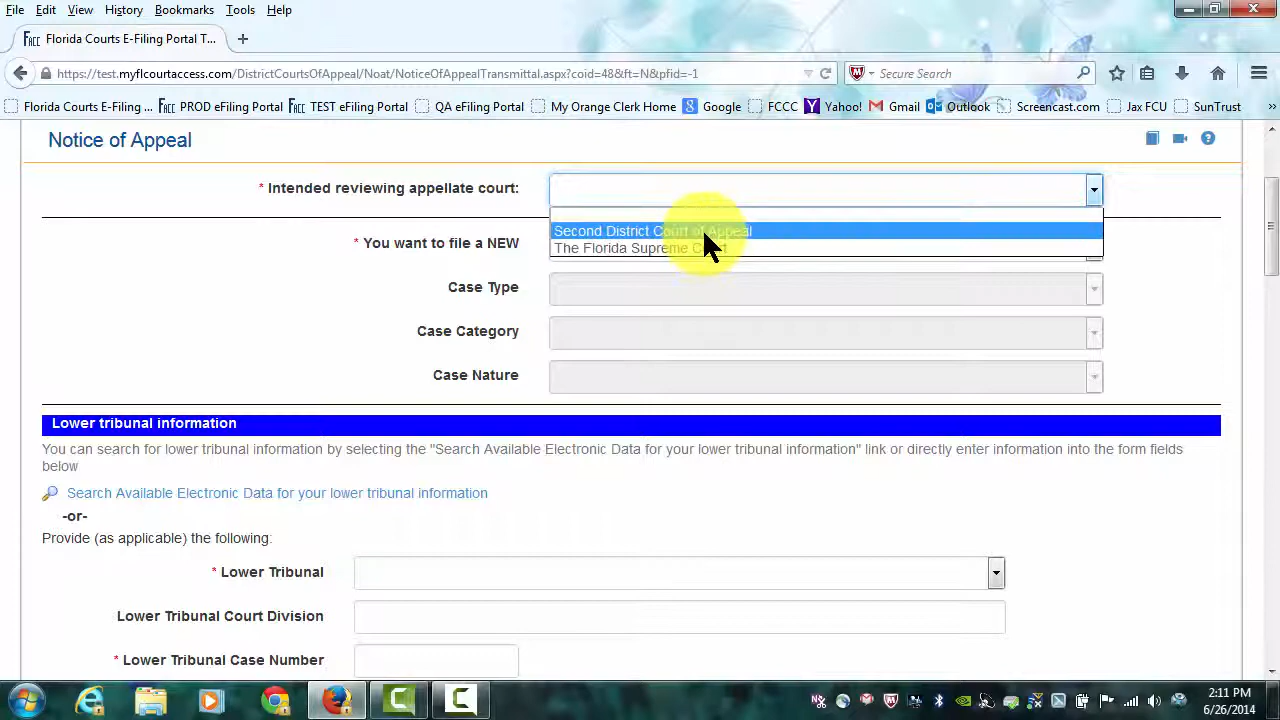 File Edit View History Bookmarks Tools Help
FACC Florida Courts E-Filing Portal T...
https://test.myflcourtaccess.com/DistrictCourtsOfAppeal/Noat/NoticeOfAppealTransmittal.aspx?coid=48&ft=N&pfid=-1
Secure Search
Florida Courts E-Filing ... FACC PROD eFiling Portal FACC TEST eFiling Portal QA eFiling Portal My Orange Clerk Home Google FCCC Yahoo! Gmail Outlook Screencast.com Jax FCU SunTrust »
Notice of Appeal
* Intended reviewing appellate court:
Second District Court of Appeal
The Florida Supreme
* You want to file a NEW
Case Type
Case Category
Case Nature
Lower tribunal information
You can search for lower tribunal information by selecting the "Search Available Electronic Data for your lower tribunal information" link or directly enter information into the form fields
below
Search Available Electronic Data for your lower tribunal information
-or-
Provide (as applicable) the following:
* Lower Tribunal
Lower Tribunal Court Division
* Lower Tribunal Case Number
2:11 PM
6/26/2014